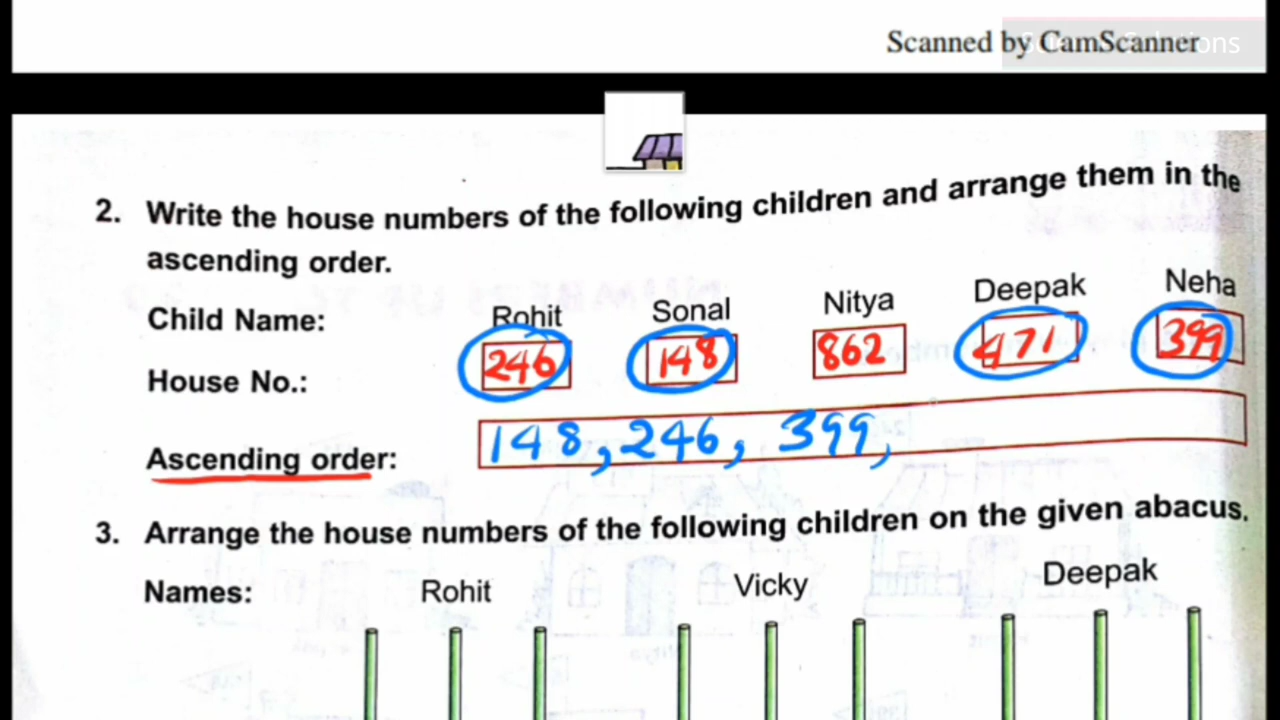 Scanned by CamScanner
2. Write the house numbers of the following children and arrange them in the
ascending order.
Child Name: Rohit Sonal Nitya Deepak Neha
House No.: 246 148 862 471 399
Ascending order: 148, 246, 399,
3. Arrange the house numbers of the following children on the given abacus.
Names: Rohit Vicky Deepak